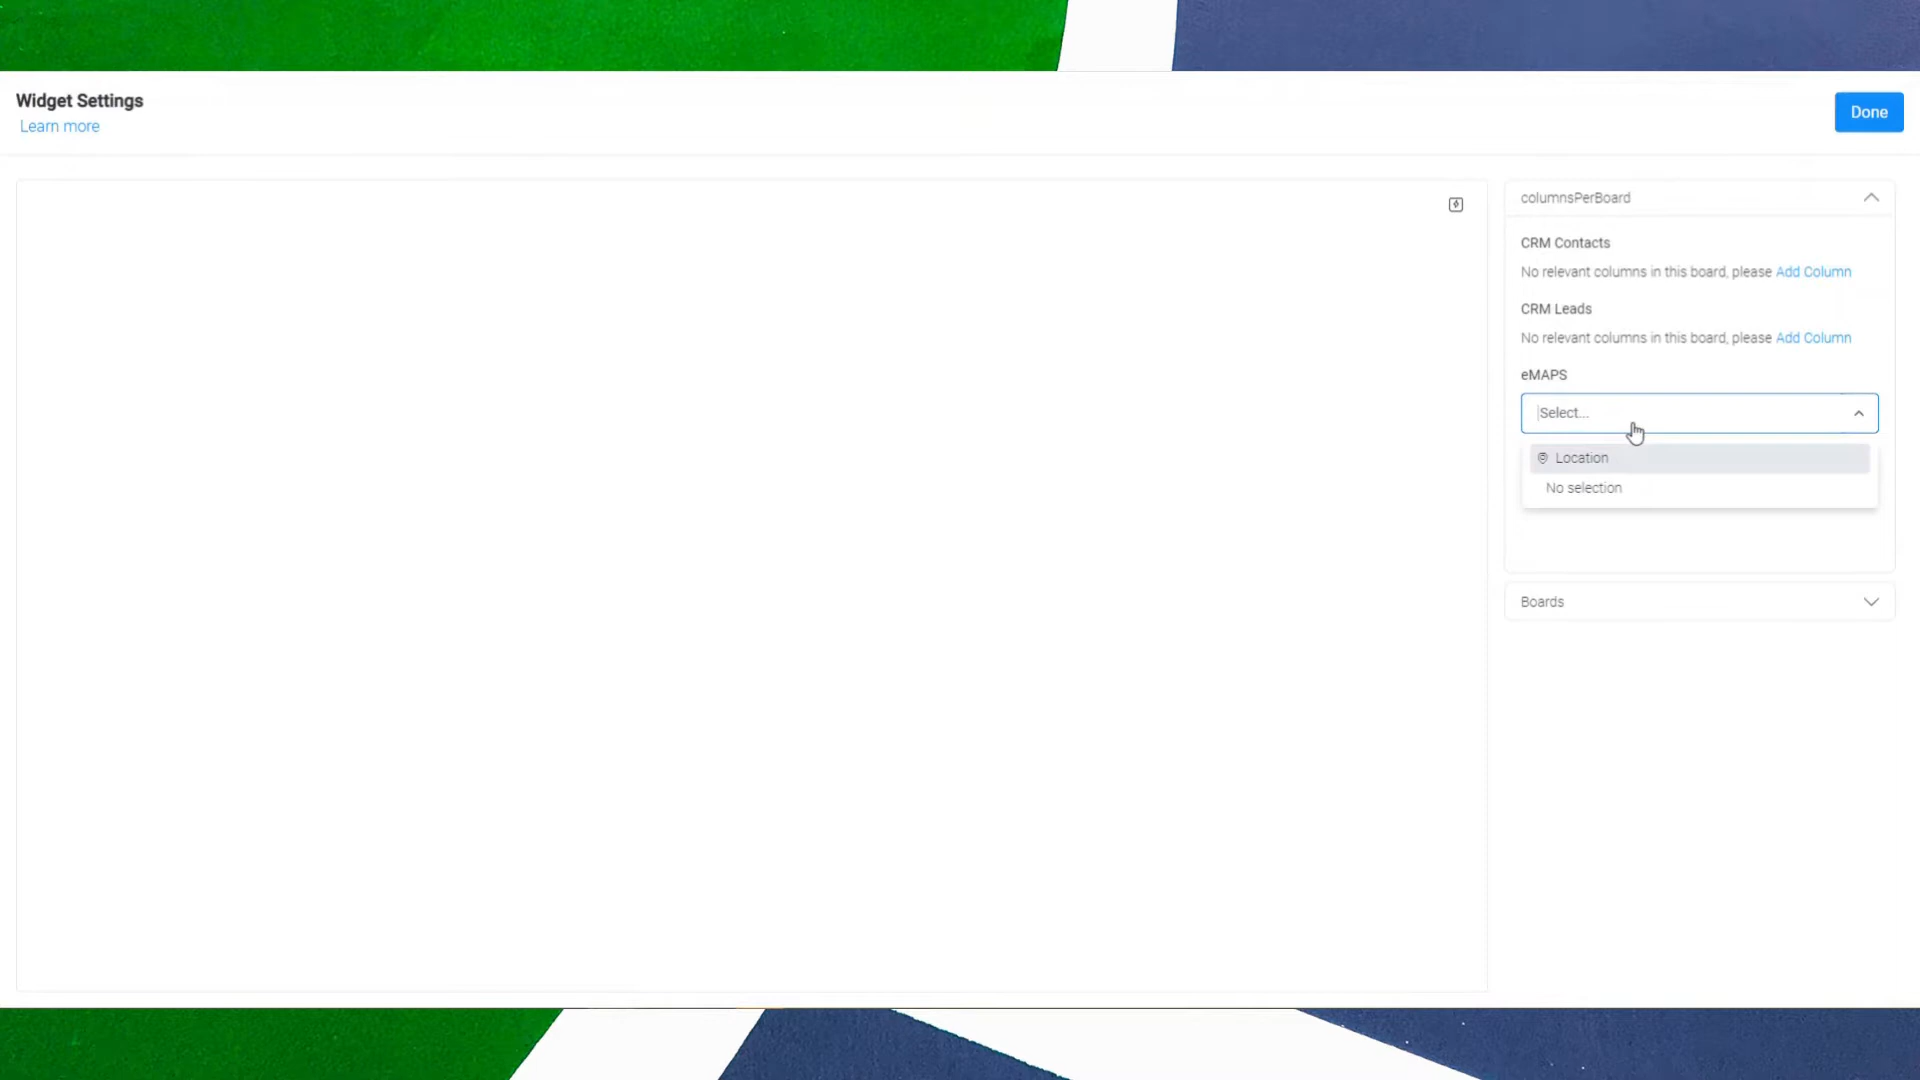 Widget Settings
Learn more
Done
columnsPerBoard
CRM Contacts
No relevant columns in this board, please Add Column
CRM Leads
No relevant columns in this board, please Add Column
eMAPS
Select...
Location
No selection
Boards